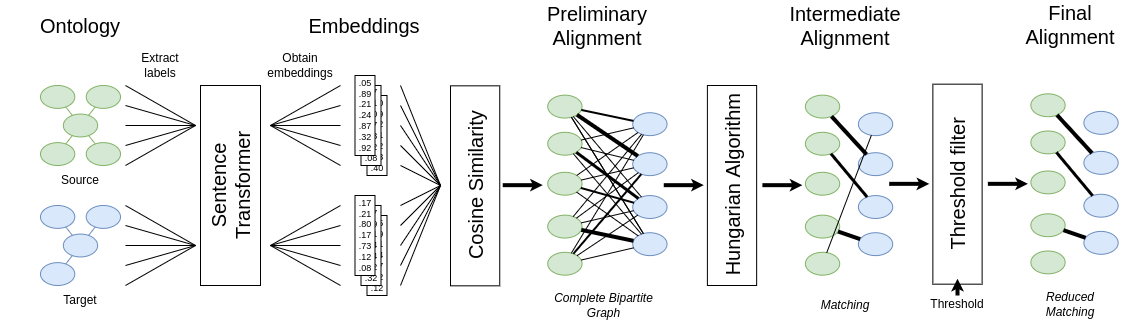 Ontology
Embeddings
Preliminary
Alignment
Intermediate
Alignment
Final
Alignment
Extract
labels
Obtain
embeddings
Source
Target
Sentence
Transformer
.05
.89
.21
.24
.87
.32
.92
.08
.40
.17
.21
.80
.17
.73
.12
.08
.32
.12
Cosine Similarity
Complete Bipartite
Graph
Hungarian Algorithm
Matching
Threshold filter
Threshold
Reduced
Matching